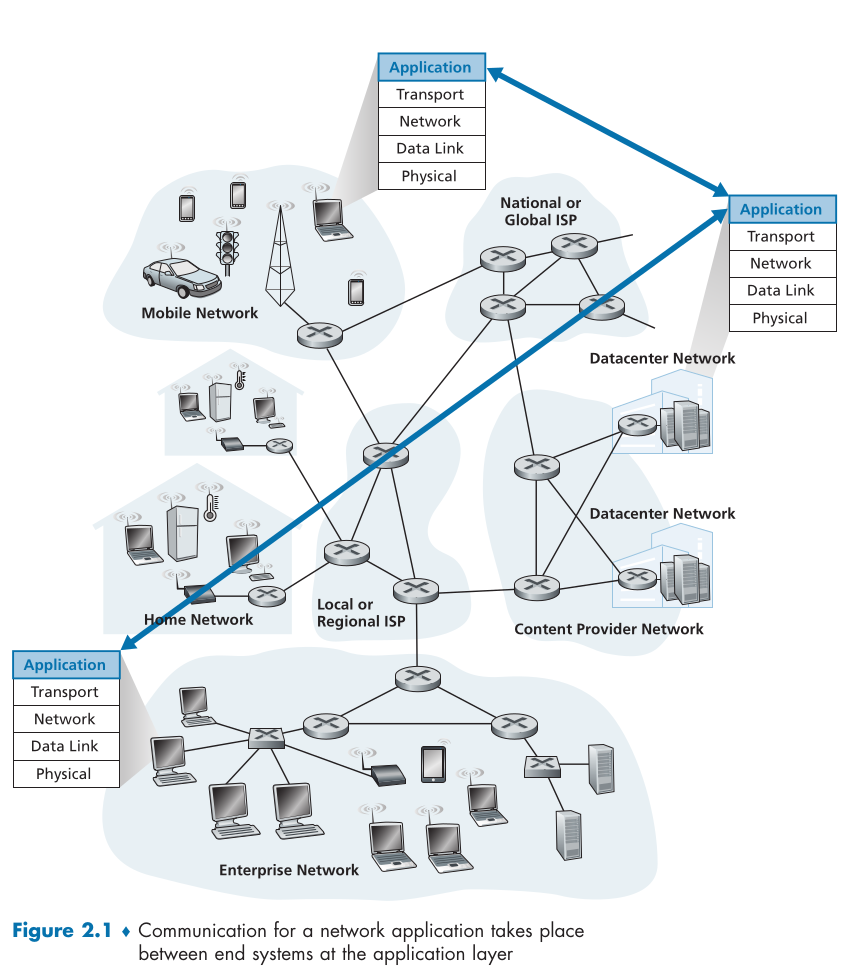 Application
Transport
Network
Data Link
Physical
National or
Global ISP
Application
Transport
Network
Data Link
Physical
Mobile Network
Datacenter Network
Datacenter Network
Home Network
Local or
Regional ISP
Content Provider Network
Application
Transport
Network
Data Link
Physical
Enterprise Network
Figure 2.1 ♦ Communication for a network application takes place
between end systems at the application layer